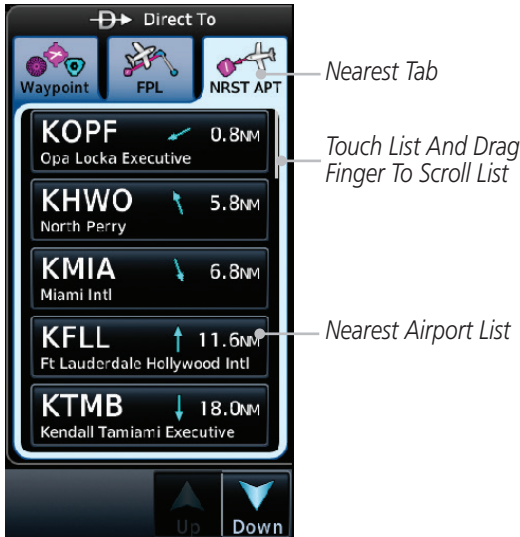 D Direct To
Waypoint FPL NRST APT
KOPF 0.8NM
Opa Locka Executive
KHWO 5.8NM
North Perry
KMIA 6.8NM
Miami Intl
KFLL 11.6NM
Ft Lauderdale Hollywood Intl
KTMB 18.0NM
Kendall Tamiami Executive
Up Down
Nearest Tab
Touch List And Drag
Finger To Scroll List
Nearest Airport List